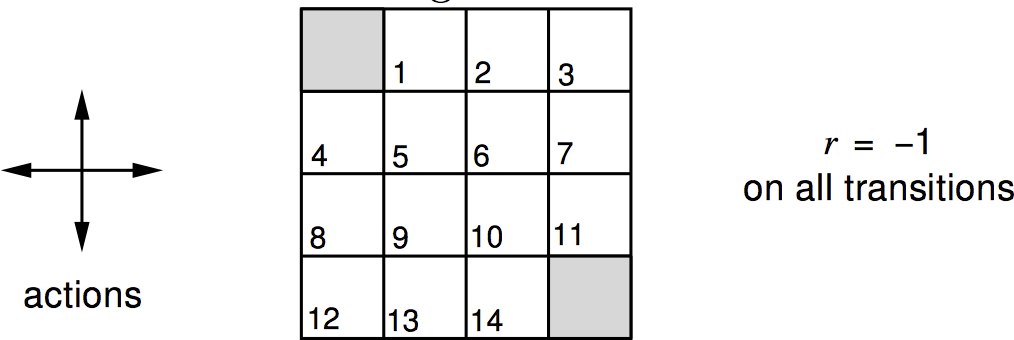 1 2 3
4 5 6 7
8 9 10 11
12 13 14
actions
r = −1
on all transitions